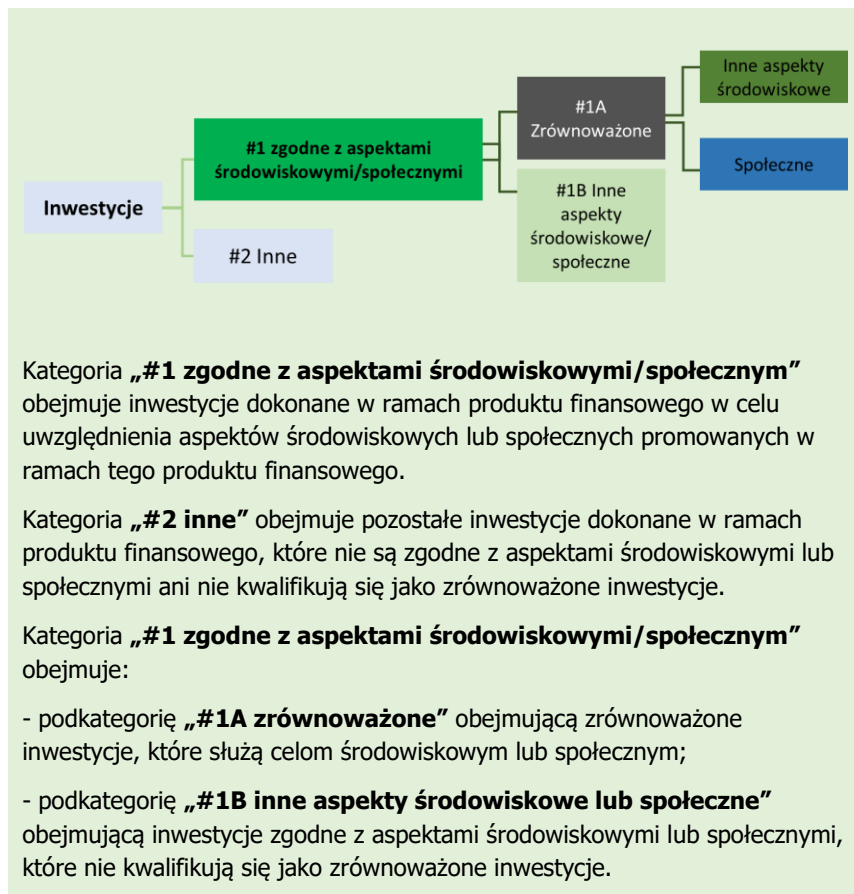 Inne aspekty
środowiskowe
#1A
Zrównoważone
#1 zgodne z aspektami
środowiskowymi/społecznymi
Społeczne
#1B Inne
aspekty
środowiskowe/
społeczne
Inwestycje
#2 Inne
Kategoria „#1 zgodne z aspektami środowiskowymi/społecznym”
obejmuje inwestycje dokonane w ramach produktu finansowego w celu
uwzględnienia aspektów środowiskowych lub społecznych promowanych w
ramach tego produktu finansowego.
Kategoria „#2 inne” obejmuje pozostałe inwestycje dokonane w ramach
produktu finansowego, które nie są zgodne z aspektami środowiskowymi lub
społecznymi ani nie kwalifikują się jako zrównoważone inwestycje.
Kategoria „#1 zgodne z aspektami środowiskowymi/społecznym”
obejmuje:
- podkategorię „#1A zrównoważone” obejmującą zrównoważone
inwestycje, które służą celom środowiskowym lub społecznym;
- podkategorię „#1B inne aspekty środowiskowe lub społeczne”
obejmującą inwestycje zgodne z aspektami środowiskowymi lub społecznymi,
które nie kwalifikują się jako zrównoważone inwestycje.